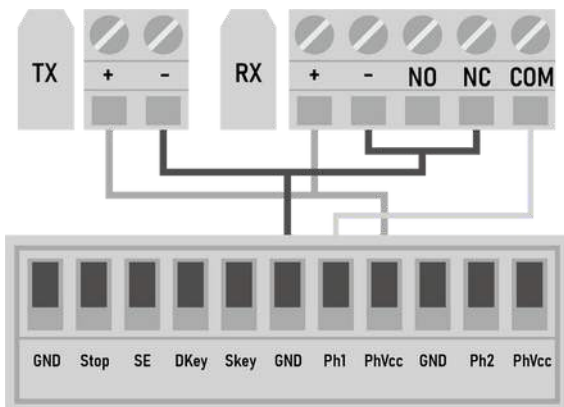 TX + - RX + - NO NC COM
GND Stop SE DKey Skey GND Ph1 PhVcc GND Ph2 PhVcc